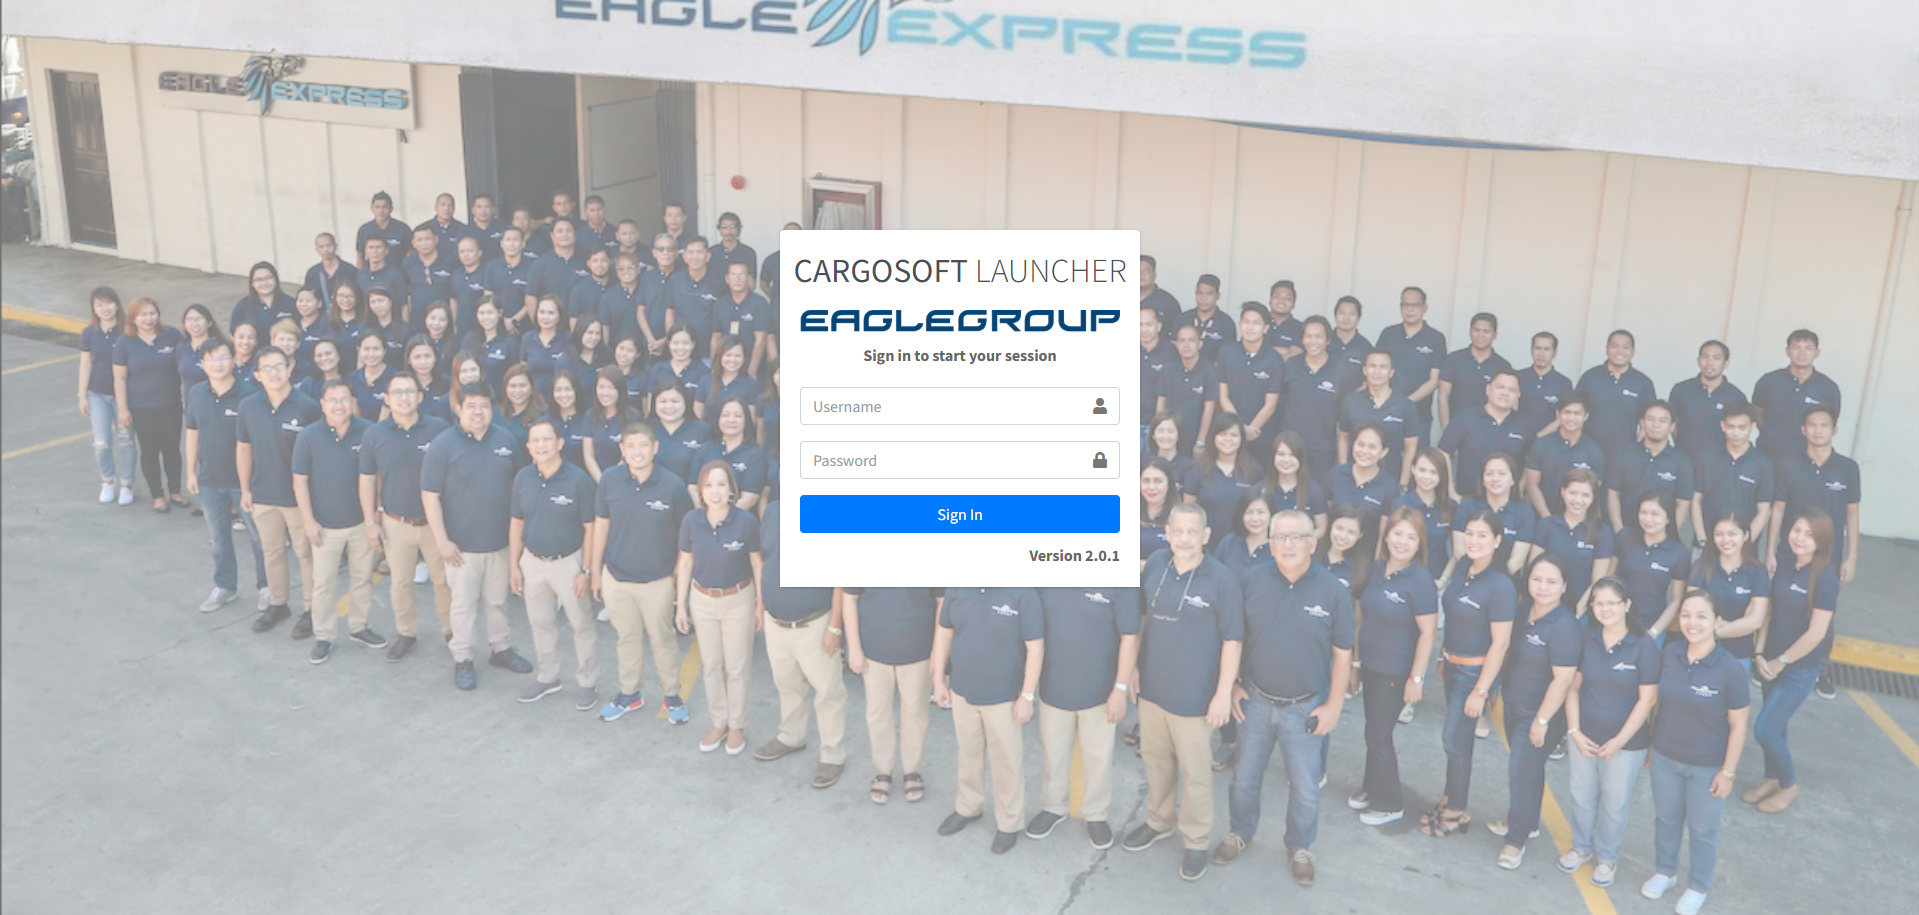 EAGLE EXPRESS
EAGLE EXPRESS
CARGOSOFT LAUNCHER
EAGLEGROUP
Sign in to start your session
Username
Password
Sign In
Version 2.0.1